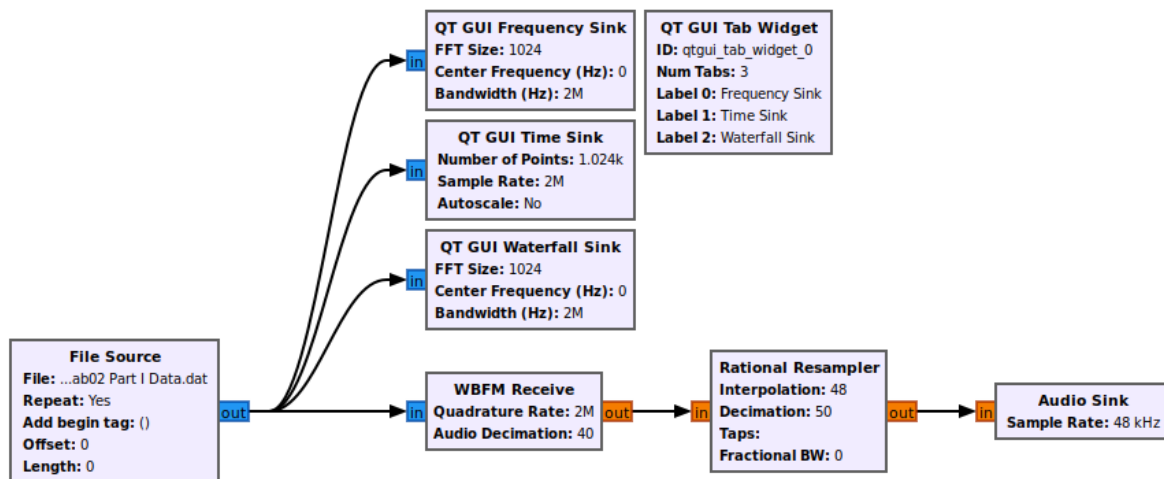 QT GUI Frequency Sink
FFT Size: 1024
in
Center Frequency (Hz): 0
Bandwidth (Hz): 2M
QT GUI Tab Widget
ID: qtgui_tab_widget_0
Num Tabs: 3
Label 0: Frequency Sink
Label 1: Time Sink
Label 2: Waterfall Sink
QT GUI Time Sink
Number of Points: 1.024k
in
Sample Rate: 2M
Autoscale: No
QT GUI Waterfall Sink
FFT Size: 1024
in
Center Frequency (Hz): 0
Bandwidth (Hz): 2M
File Source
File: ...ab02 Part I Data.dat
Repeat: Yes
out
Add begin tag: ()
Offset: 0
Length: 0
WBFM Receive
in
Quadrature Rate: 2M
out
Audio Decimation: 40
Rational Resampler
Interpolation: 48
in
Decimation: 50
out
Taps:
Fractional BW: 0
Audio Sink
in
Sample Rate: 48 kHz